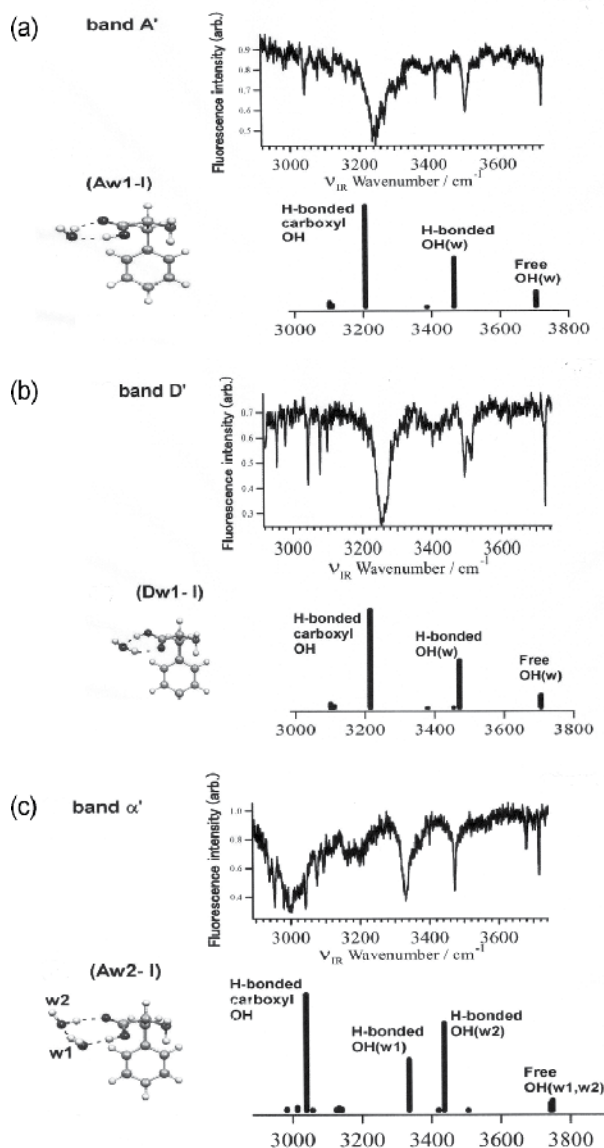 (a) band A'
Fluorescence intensity (arb.)
0.9
0.8
0.7
0.6
0.5
3000 3200 3400 3600
νIR Wavenumber / cm-1
(Aw1-I)
H-bonded carboxyl OH
H-bonded OH(w)
Free OH(w)
3000 3200 3400 3600 3800
(b) band D'
Fluorescence intensity (arb.)
0.7
0.6
0.5
0.4
0.3
3000 3200 3400 3600
νIR Wavenumber / cm-1
(Dw1- I)
H-bonded carboxyl OH
H-bonded OH(w)
Free OH(w)
3000 3200 3400 3600 3800
(c) band α'
Fluorescence intensity (arb.)
1.0
0.8
0.6
0.4
3000 3200 3400 3600
νIR Wavenumber / cm-1
(Aw2- I)
w2
w1
H-bonded carboxyl OH
H-bonded OH(w1)
H-bonded OH(w2)
Free OH(w1,w2)
3000 3200 3400 3600 3800